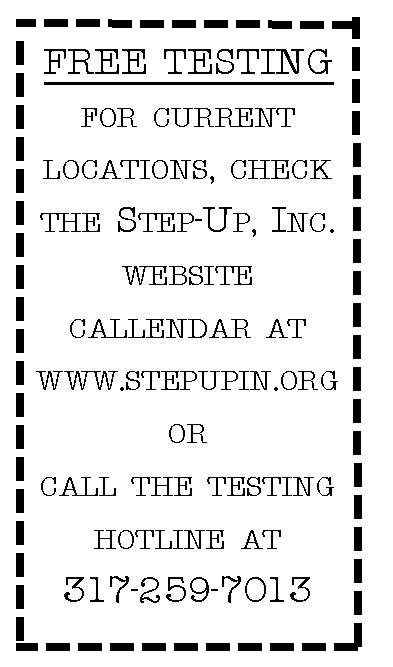 FREE TESTING
FOR CURRENT
LOCATIONS, CHECK
THE STEP-UP, INC.
WEBSITE
CALLENDAR AT
WWW.STEPUPIN.ORG
OR
CALL THE TESTING
HOTLINE AT
317-259-7013